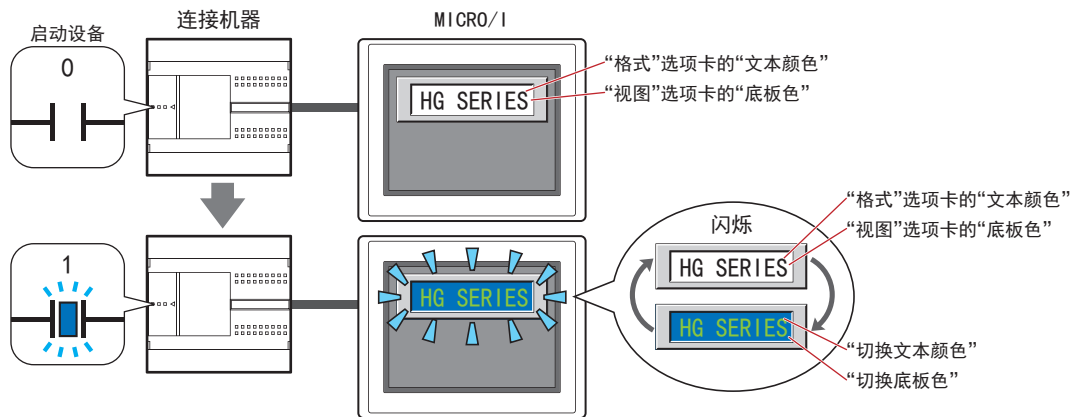 启动设备
连接机器
MICRO/I
0
HG SERIES
“格式”选项卡的“文本颜色”
“视图”选项卡的“底板色”
1
HG SERIES
闪烁
HG SERIES
“格式”选项卡的“文本颜色”
“视图”选项卡的“底板色”
HG SERIES
“切换文本颜色”
“切换底板色”